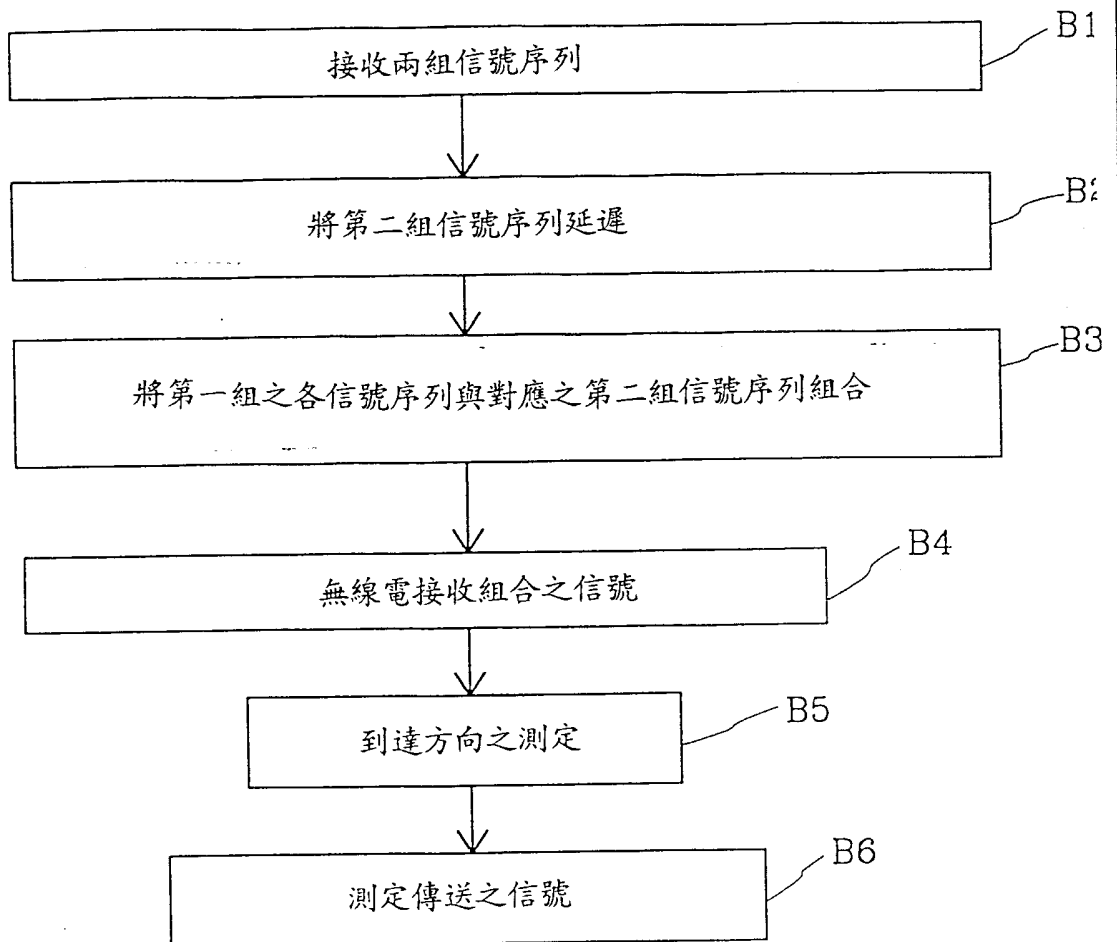 接收兩組信號序列
B1
將第二組信號序列延遲
將第一組之各信號序列與對應之第二組信號序列組合
B3
無線電接收組合之信號
B4
到達方向之測定
B5
測定傳送之信號
B6